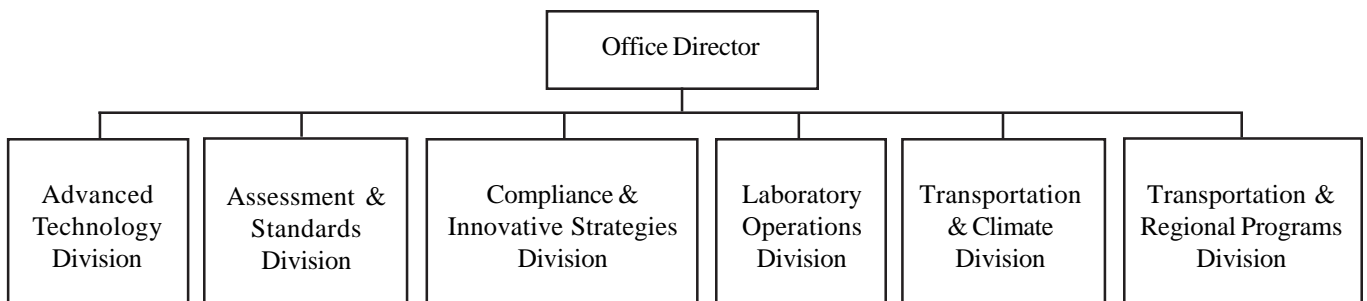 Office Director
Advanced
Technology
Division
Assessment &
Standards
Division
Compliance &
Innovative Strategies
Division
Laboratory
Operations
Division
Transportation
& Climate
Division
Transportation &
Regional Programs
Division